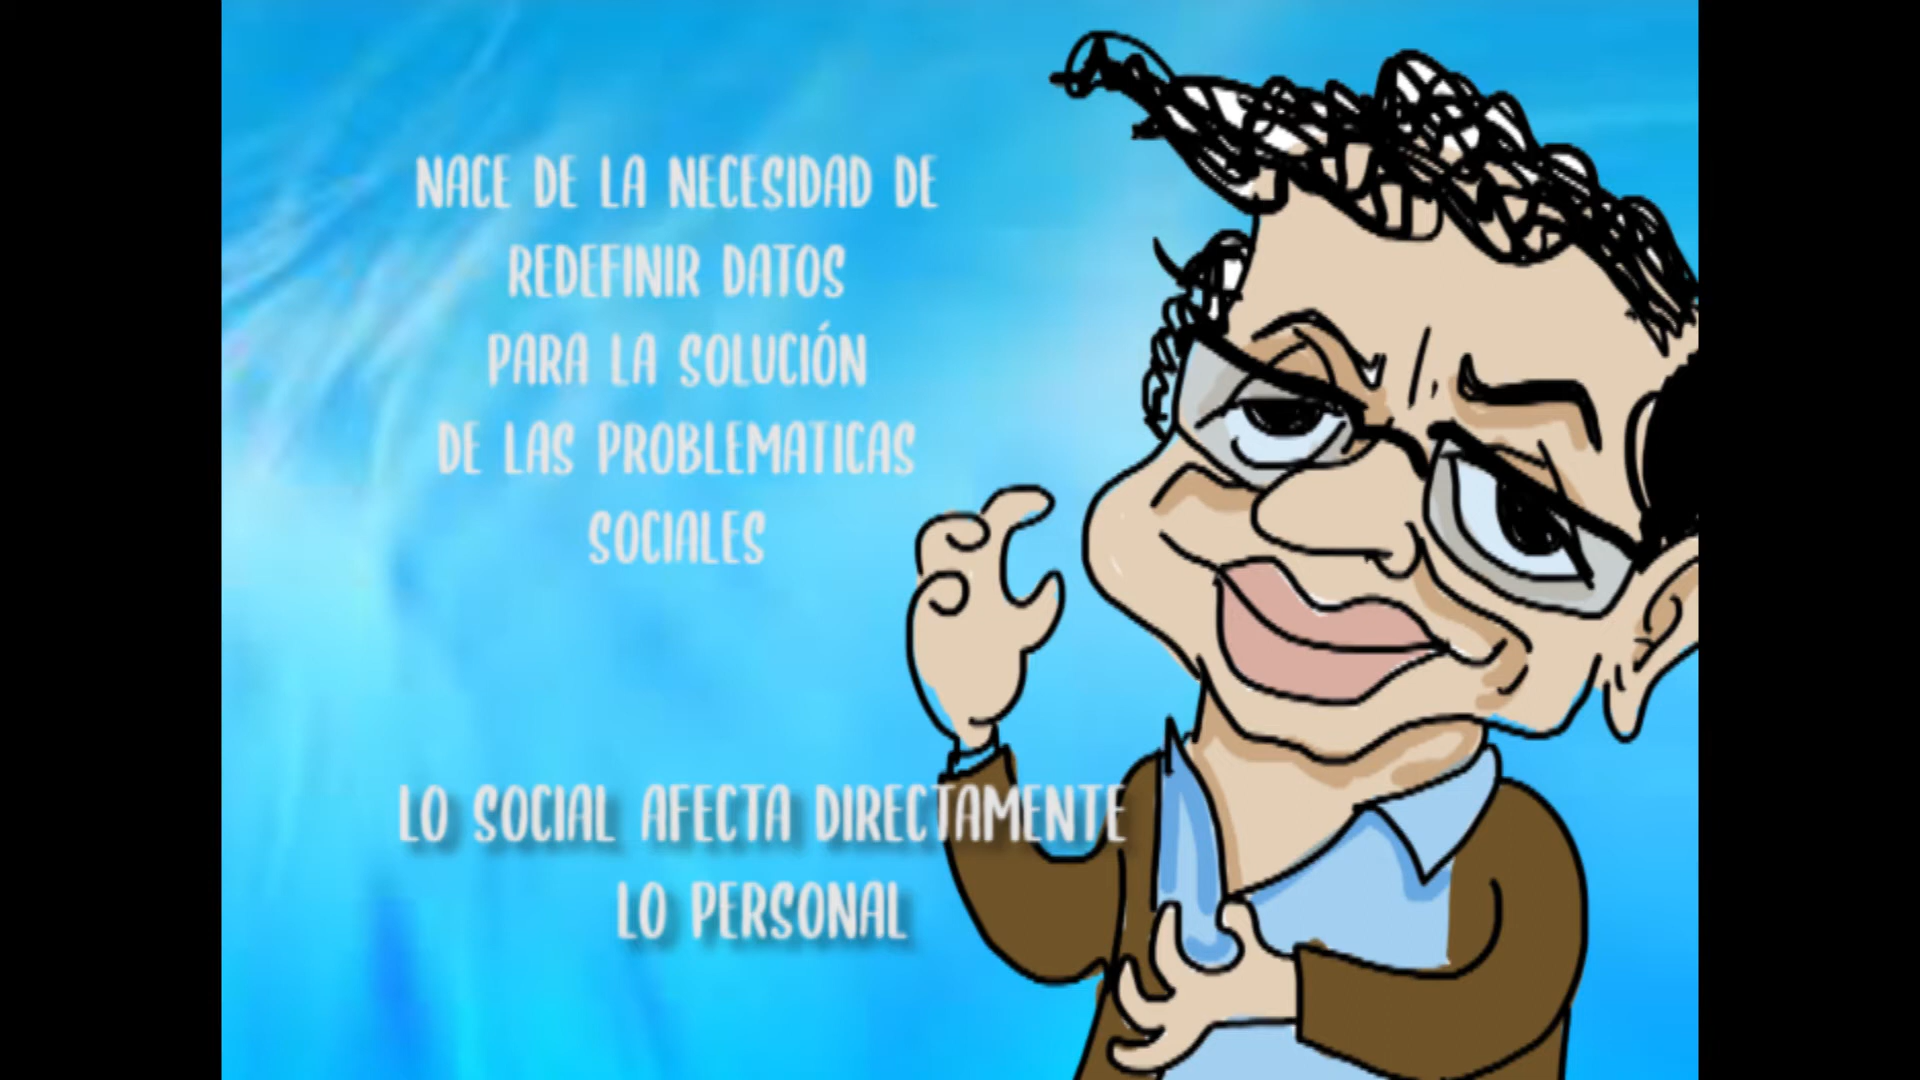 NACE DE LA NECESIDAD DE
REDEFINIR DATOS
PARA LA SOLUCIÓN
DE LAS PROBLEMATICAS
SOCIALES
LO SOCIAL AFECTA DIRECTAMENTE
LO PERSONAL